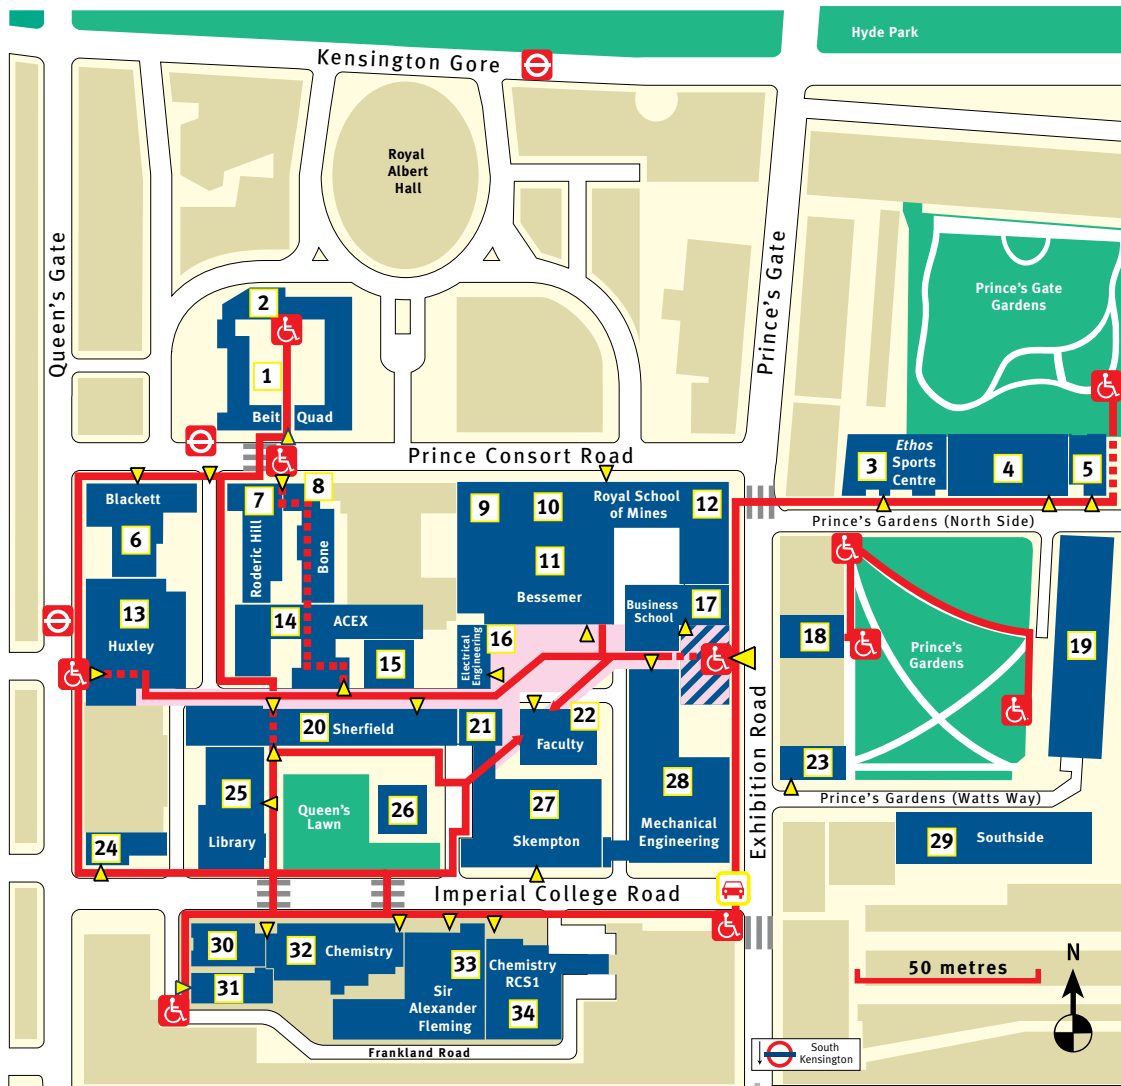 Hyde Park
Kensington Gore
Royal
Albert
Hall
Queen's Gate
Prince's Gate
Prince's Gate
Gardens
2
1
Beit Quad
Prince Consort Road
3
Ethos
Sports
Centre
4
5
Prince's Gardens (North Side)
Blackett
6
7
8
Roderic Hill
Bone
9
10
Royal School
of Mines
12
11
Bessemer
13
Huxley
14
ACEX
15
Electrical
Engineering
16
Business
School
17
18
Prince's
Gardens
19
20
Sherfield
21
22
Faculty
23
Prince's Gardens (Watts Way)
Exhibition Road
24
25
Library
Queen's
Lawn
26
27
Skempton
28
Mechanical
Engineering
29
Southside
Imperial College Road
30
31
32
Chemistry
33
Sir
Alexander
Fleming
Chemistry
RCS1
34
Frankland Road
50 metres
N
South
Kensington